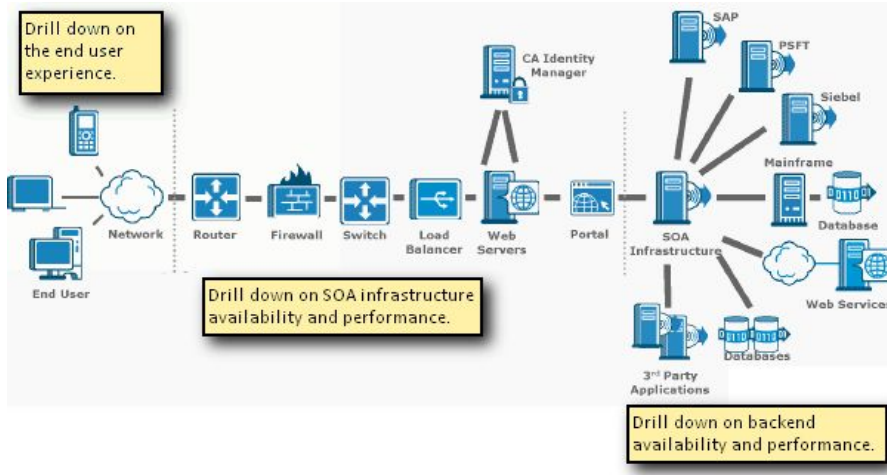 Drill down on
the end user
experience.
SAP
PSFT
CA Identity
Manager
Siebel
Mainframe
Network
Router
Firewall
Switch
Load
Balancer
Web
Servers
Portal
SOA
Infrastructure
Database
End User
Drill down on SOA infrastructure
availability and performance.
Web Services
Databases
3rd Party
Applications
Drill down on backend
availability and performance.